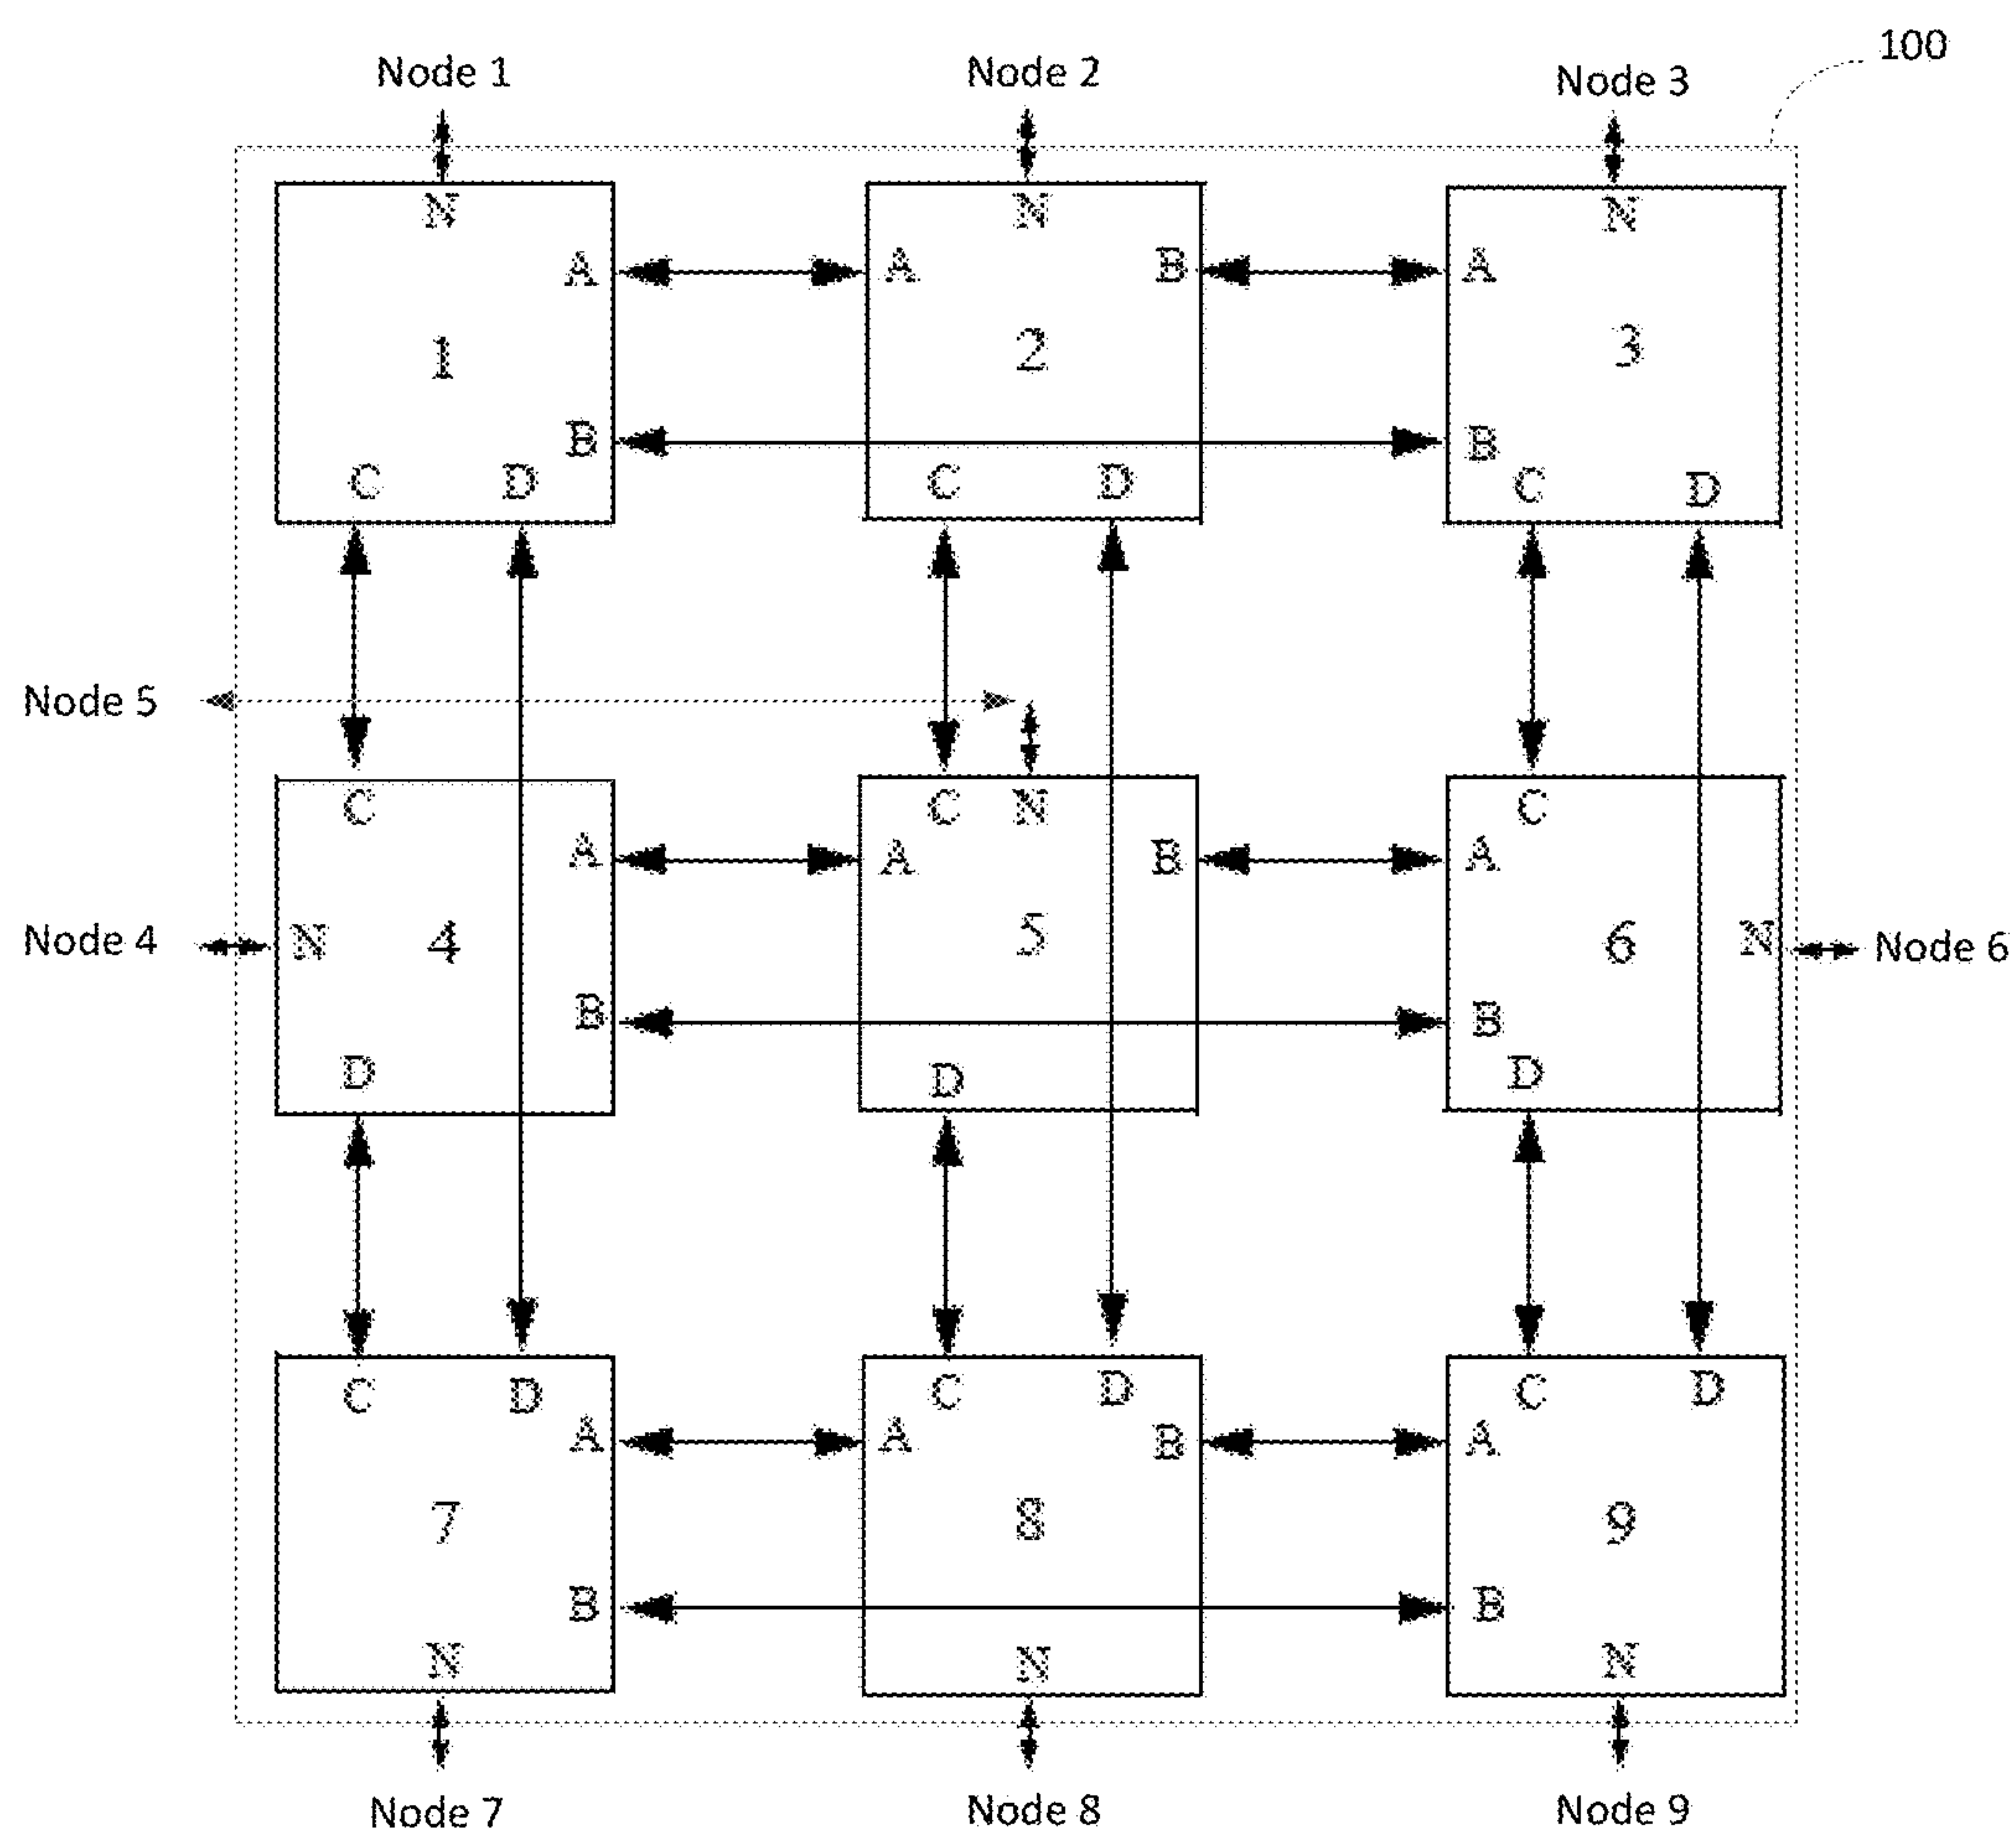 100
Node 1 Node 2 Node 3
N N N
A A B A
1 2 3
B B
C D C D C D
Node 5
C C N C
A A B A
Node 4 N 4 5 6 N Node 6
B B
D D D
C D C D C D
A A B A
7 8 9
B B
N N N
Node 7 Node 8 Node 9